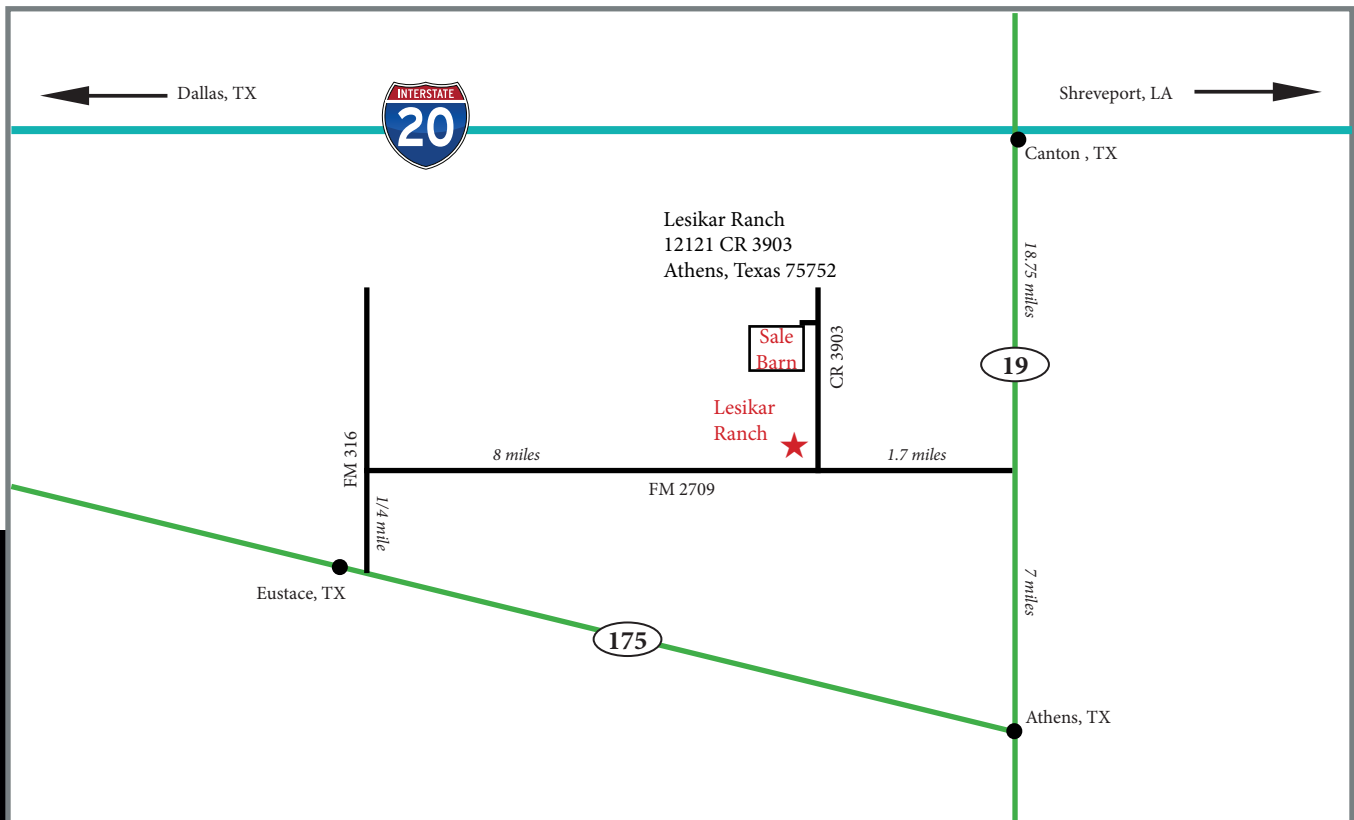 Dallas, TX
INTERSTATE
20
Shreveport, LA
Canton , TX
Lesikar Ranch
12121 CR 3903
Athens, Texas 75752
18.75 miles
Sale
Barn
CR 3903
19
Lesikar
Ranch
FM 316
8 miles
1.7 miles
FM 2709
1/4 mile
Eustace, TX
7 miles
175
Athens, TX